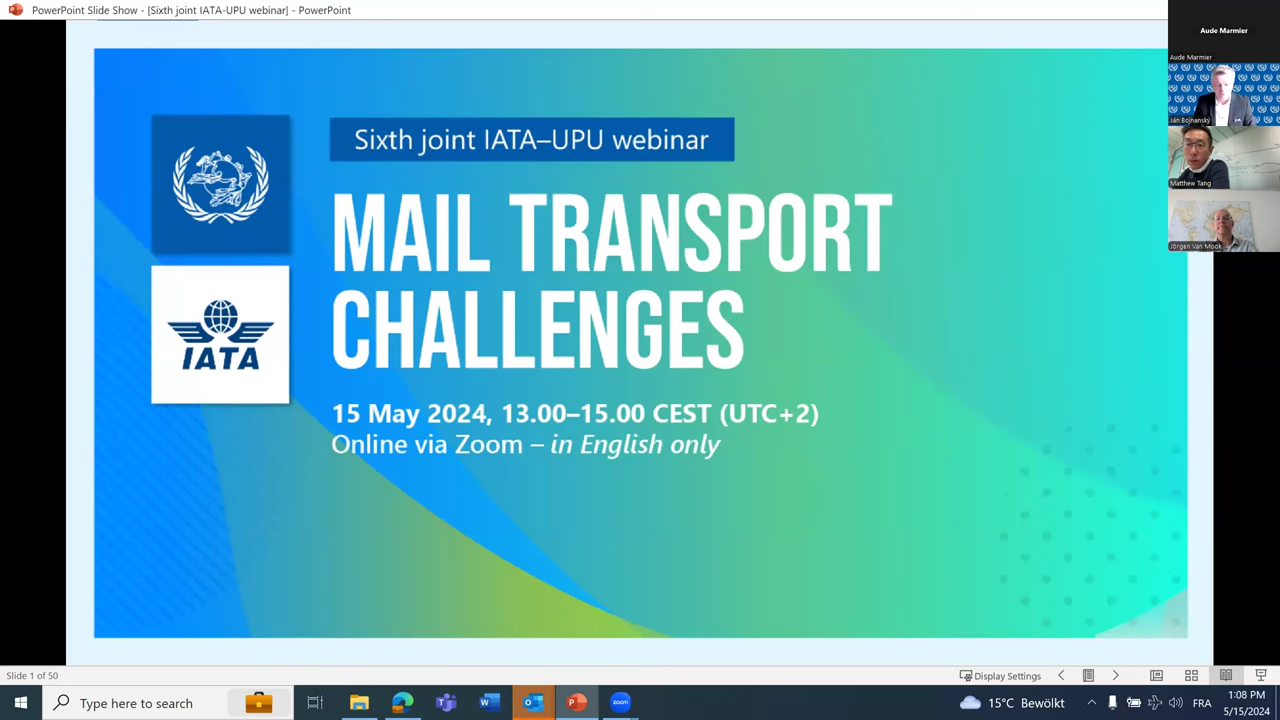 PowerPoint Slide Show - [Sixth joint IATA-UPU webinar] - PowerPoint
Aude Marmier
Aude Marmier
Ján Bojnanský
Matthew Tang
Jörgen Van Mook
Sixth joint IATA–UPU webinar
MAIL TRANSPORT
CHALLENGES
IATA
15 May 2024, 13.00–15.00 CEST (UTC+2)
Online via Zoom – in English only
Slide 1 of 50
Display Settings
Type here to search
zoom
15°C Bewölkt
FRA
1:08 PM
5/15/2024